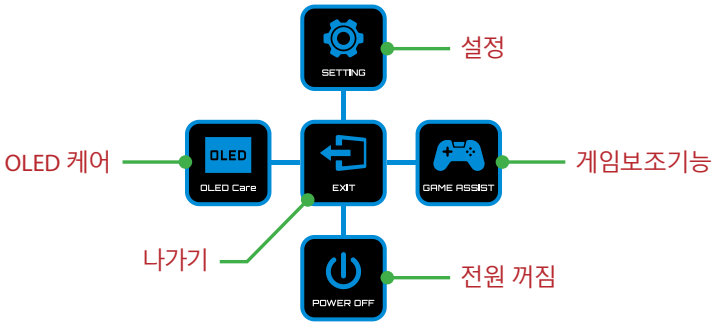 설정
SETTING
OLED 케어
OLED
OLED Care
EXIT
GAME ASSIST
게임보조기능
나가기
POWER OFF
전원 꺼짐